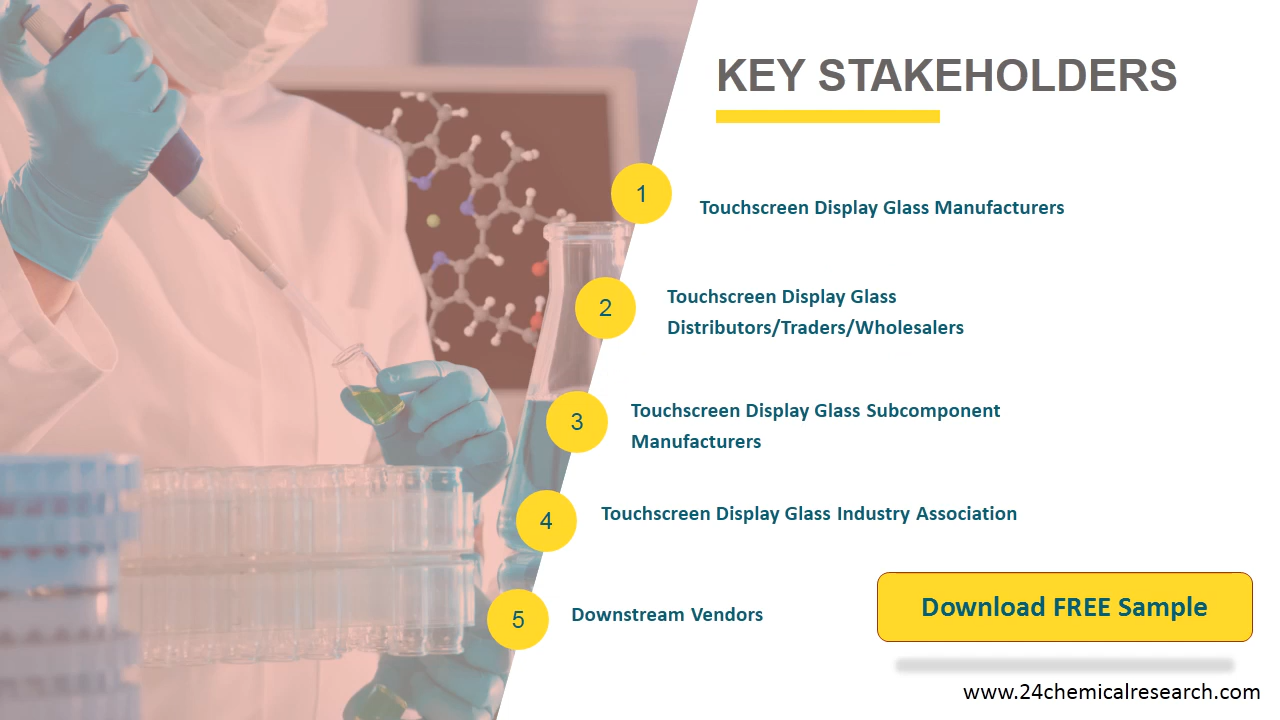 KEY STAKEHOLDERS
1
Touchscreen Display Glass Manufacturers
2
Touchscreen Display Glass
Distributors/Traders/Wholesalers
3
Touchscreen Display Glass Subcomponent
Manufacturers
4
Touchscreen Display Glass Industry Association
5
Downstream Vendors
Download FREE Sample
www.24chemicalresearch.com